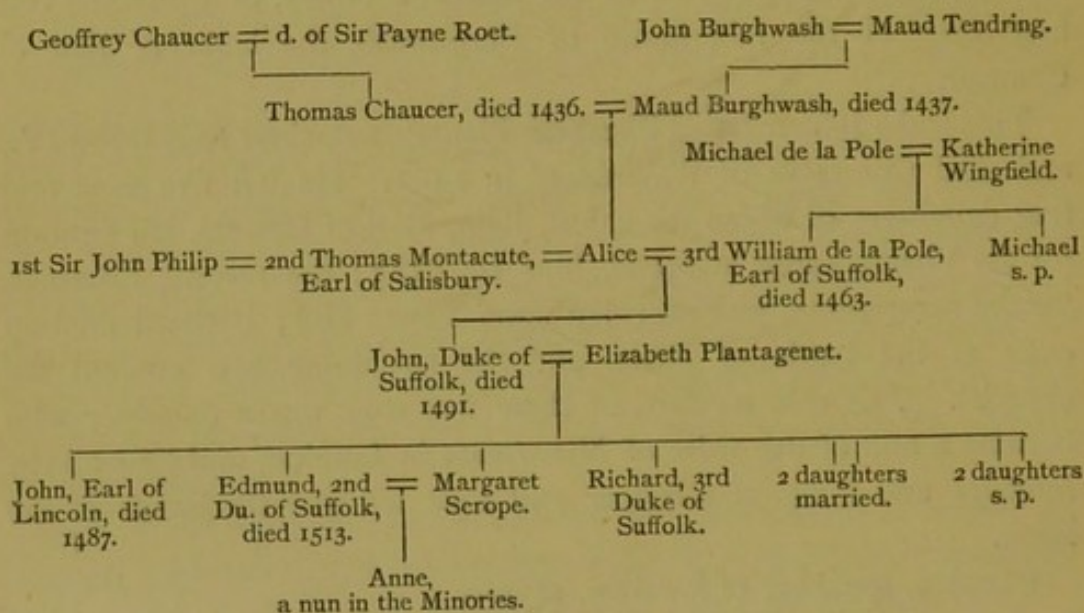 Geoffrey Chaucer = d. of Sir Payne Roet.
John Burghwash = Maud Tendring.
Thomas Chaucer, died 1436. = Maud Burghwash, died 1437.
Michael de la Pole = Katherine
Wingfield.
1st Sir John Philip = 2nd Thomas Montacute, = Alice = 3rd William de la Pole,
Earl of Salisbury.
Earl of Suffolk,
died 1463.
Michael
s. p.
John, Duke of = Elizabeth Plantagenet.
Suffolk, died
1491.
John, Earl of
Lincoln, died
1487.
Edmund, 2nd = Margaret
Du. of Suffolk,
died 1513.
Scrope.
Richard, 3rd
Duke of
Suffolk.
2 daughters
married.
2 daughters
s. p.
Anne,
a nun in the Minories.